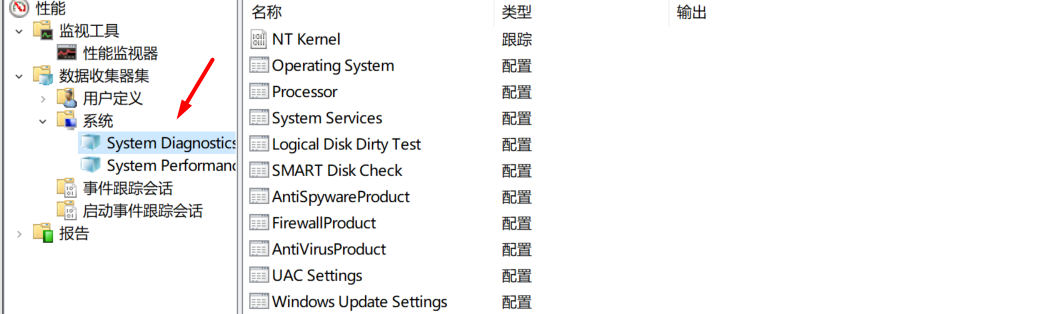 性能
监视工具
性能监视器
数据收集器集
用户定义
系统
System Diagnostics
System Performanc
事件跟踪会话
启动事件跟踪会话
报告
名称 类型 输出
NT Kernel 跟踪
Operating System 配置
Processor 配置
System Services 配置
Logical Disk Dirty Test 配置
SMART Disk Check 配置
AntiSpywareProduct 配置
FirewallProduct 配置
AntiVirusProduct 配置
UAC Settings 配置
Windows Update Settings 配置